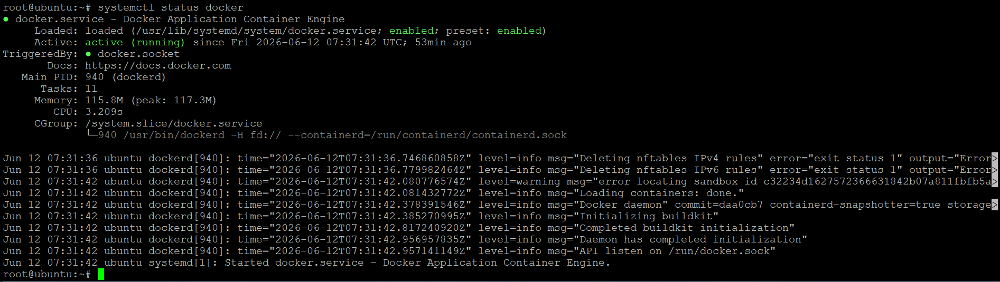 root@ubuntu:~# systemctl status docker
● docker.service - Docker Application Container Engine
     Loaded: loaded (/usr/lib/systemd/system/docker.service; enabled; preset: enabled)
     Active: active (running) since Fri 2026-06-12 07:31:42 UTC; 53min ago
TriggeredBy: ● docker.socket
       Docs: https://docs.docker.com
   Main PID: 940 (dockerd)
      Tasks: 11
     Memory: 115.8M (peak: 117.3M)
        CPU: 3.209s
     CGroup: /system.slice/docker.service
             └─940 /usr/bin/dockerd -H fd:// --containerd=/run/containerd/containerd.sock
Jun 12 07:31:36 ubuntu dockerd[940]: time="2026-06-12T07:31:36.746860858Z" level=info msg="Deleting nftables IPv4 rules" error="exit status 1" output="Error>
Jun 12 07:31:36 ubuntu dockerd[940]: time="2026-06-12T07:31:36.779982464Z" level=info msg="Deleting nftables IPv6 rules" error="exit status 1" output="Error>
Jun 12 07:31:42 ubuntu dockerd[940]: time="2026-06-12T07:31:42.080776574Z" level=warning msg="error locating sandbox id c32234d1627572366631842b07a811fbfb5a>
Jun 12 07:31:42 ubuntu dockerd[940]: time="2026-06-12T07:31:42.081432772Z" level=info msg="Loading containers: done."
Jun 12 07:31:42 ubuntu dockerd[940]: time="2026-06-12T07:31:42.378391546Z" level=info msg="Docker daemon" commit=daa0cb7 containerd-snapshotter=true storage>
Jun 12 07:31:42 ubuntu dockerd[940]: time="2026-06-12T07:31:42.385270995Z" level=info msg="Initializing buildkit"
Jun 12 07:31:42 ubuntu dockerd[940]: time="2026-06-12T07:31:42.817240920Z" level=info msg="Completed buildkit initialization"
Jun 12 07:31:42 ubuntu dockerd[940]: time="2026-06-12T07:31:42.956957835Z" level=info msg="Daemon has completed initialization"
Jun 12 07:31:42 ubuntu dockerd[940]: time="2026-06-12T07:31:42.957141149Z" level=info msg="API listen on /run/docker.sock"
Jun 12 07:31:42 ubuntu systemd[1]: Started docker.service - Docker Application Container Engine.
root@ubuntu:~#